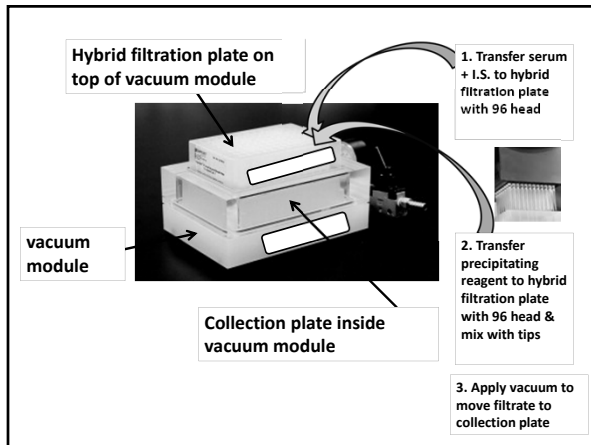 Hybrid filtration plate on
top of vacuum module
1. Transfer serum
+ I.S. to hybrid
filtration plate
with 96 head
vacuum
module
Collection plate inside
vacuum module
2. Transfer
precipitating
reagent to hybrid
filtration plate
with 96 head &
mix with tips
3. Apply vacuum to
move filtrate to
collection plate